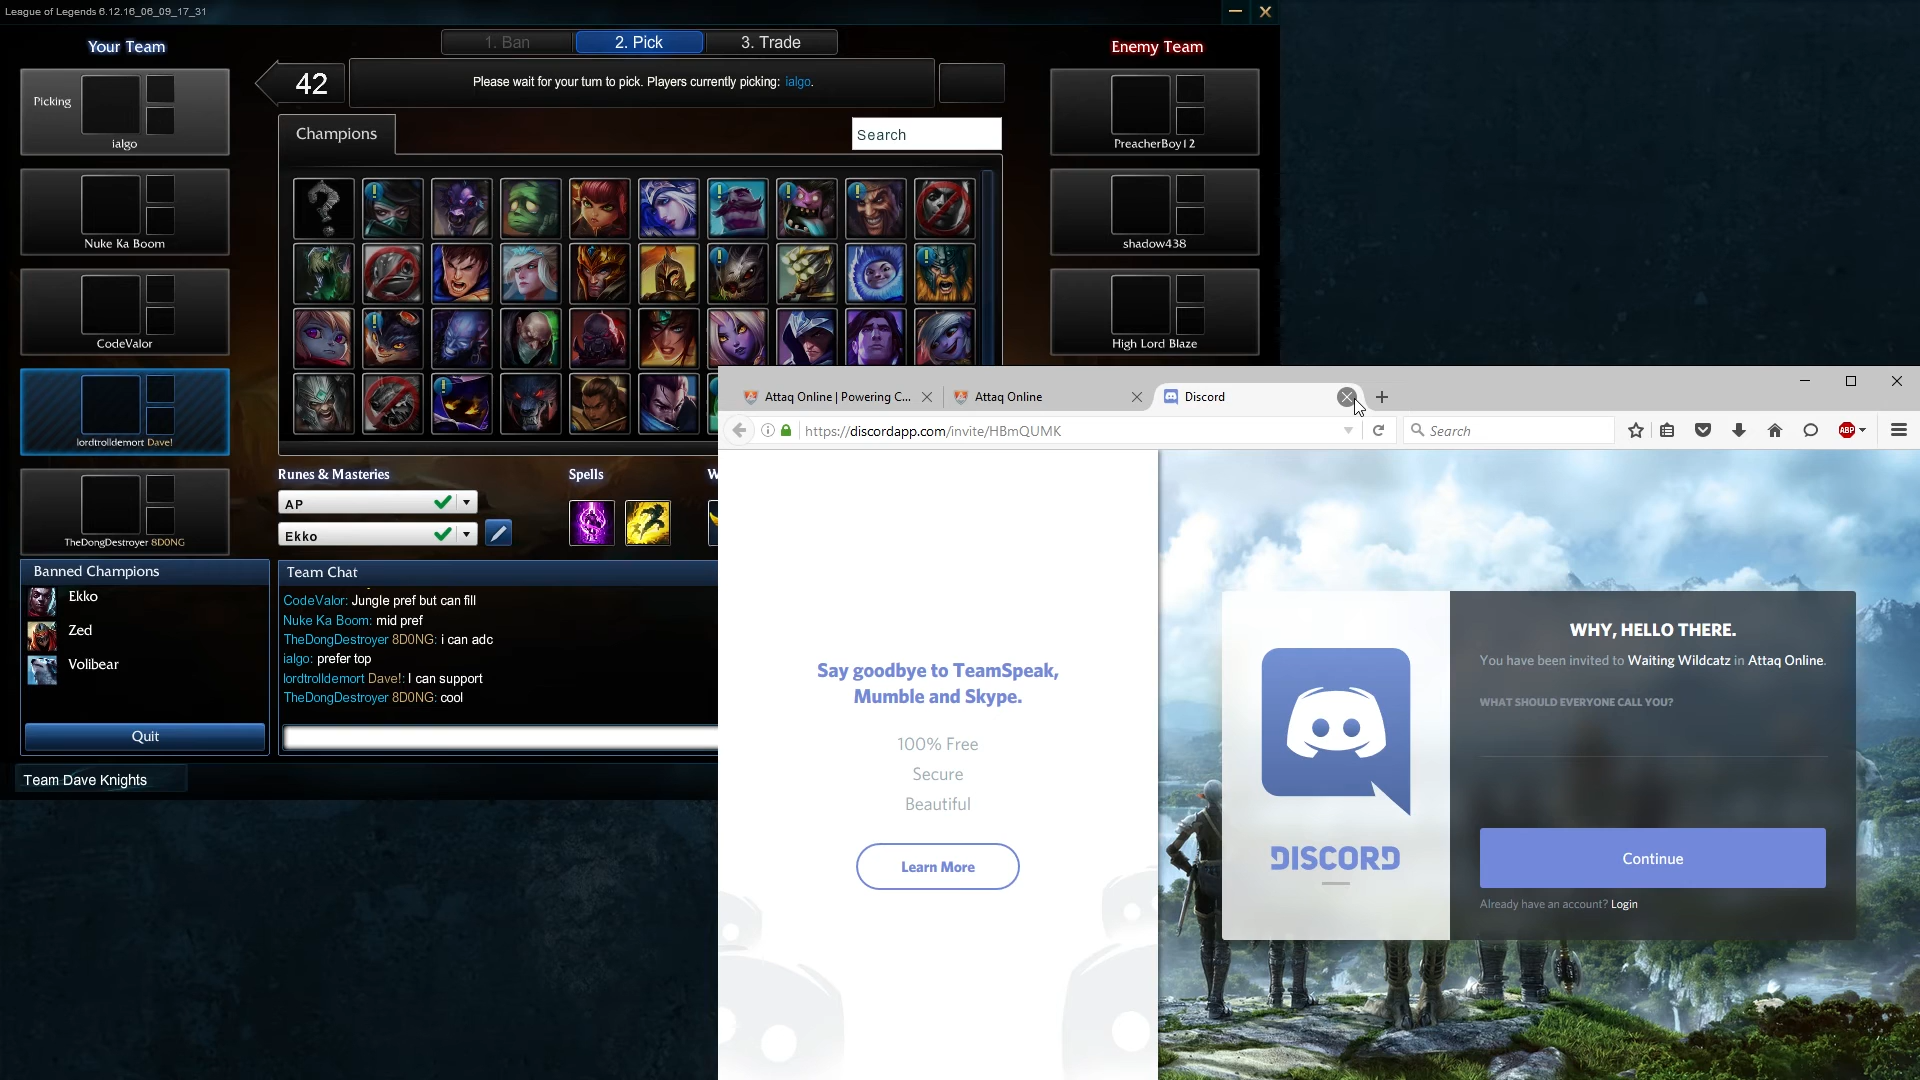 League of Legends 6.12.16_06_09_17_31
Your Team
1. Ban
2. Pick
3. Trade
Enemy Team
42
Please wait for your turn to pick. Players currently picking: ialgo.
Picking
ialgo
Champions
Search
PreacherBoy12
Nuke Ka Boom
shadow438
CodeValor
High Lord Blaze
lordtrolldemort Dave!
TheDongDestroyer 8D0NG
Runes & Masteries
Spells
W
AP
Ekko
Banned Champions
Ekko
Zed
Volibear
Quit
Team Dave Knights
Team Chat
CodeValor: Jungle pref but can fill
Nuke Ka Boom: mid pref
TheDongDestroyer 8D0NG: i can adc
ialgo: prefer top
lordtrolldemort Dave!: I can support
TheDongDestroyer 8D0NG: cool
Attaq Online | Powering C...
Attaq Online
Discord
https://discordapp.com/invite/HBmQUMK
Search
ABP
Say goodbye to TeamSpeak,
Mumble and Skype.
100% Free
Secure
Beautiful
Learn More
DISCORD
WHY, HELLO THERE.
You have been invited to Waiting Wildcatz in Attaq Online.
WHAT SHOULD EVERYONE CALL YOU?
Continue
Already have an account? Login